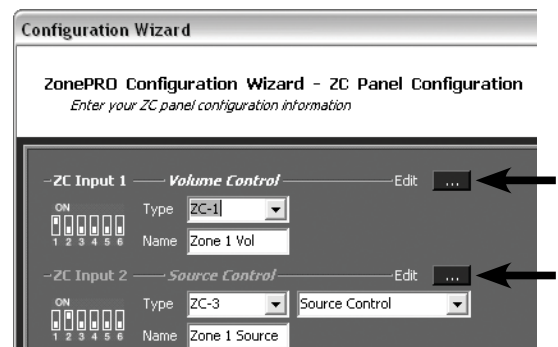 Configuration Wizard
ZonePRO Configuration Wizard - ZC Panel Configuration
Enter your ZC panel configuration information
ZC Input 1 Volume Control Edit ...
ON
Type ZC-1
1 2 3 4 5 6
Name Zone 1 Vol
ZC Input 2 Source Control Edit ...
ON
Type ZC-3 Source Control
1 2 3 4 5 6
Name Zone 1 Source